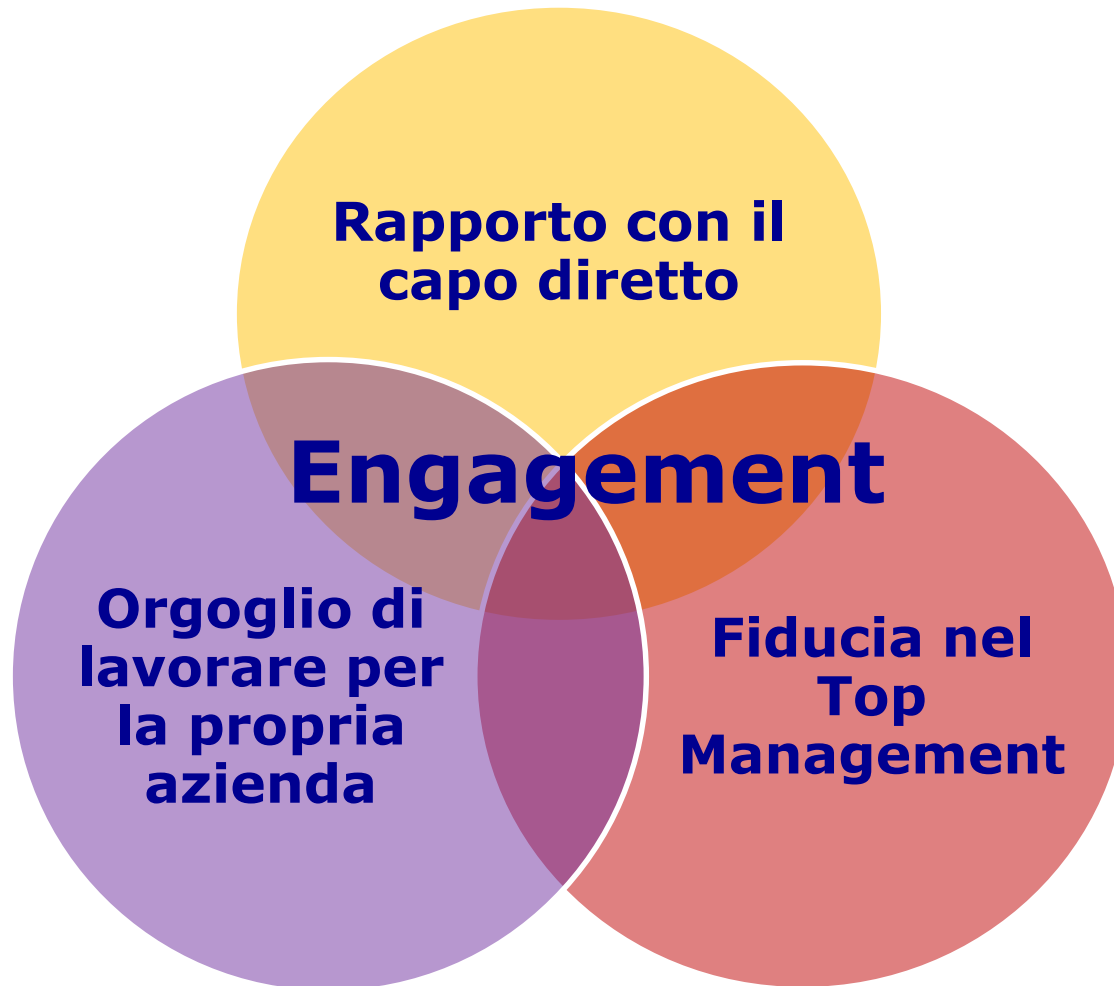 Rapporto con il
capo diretto
Engagement
Orgoglio di
lavorare per
la propria
azienda
Fiducia nel
Top
Management